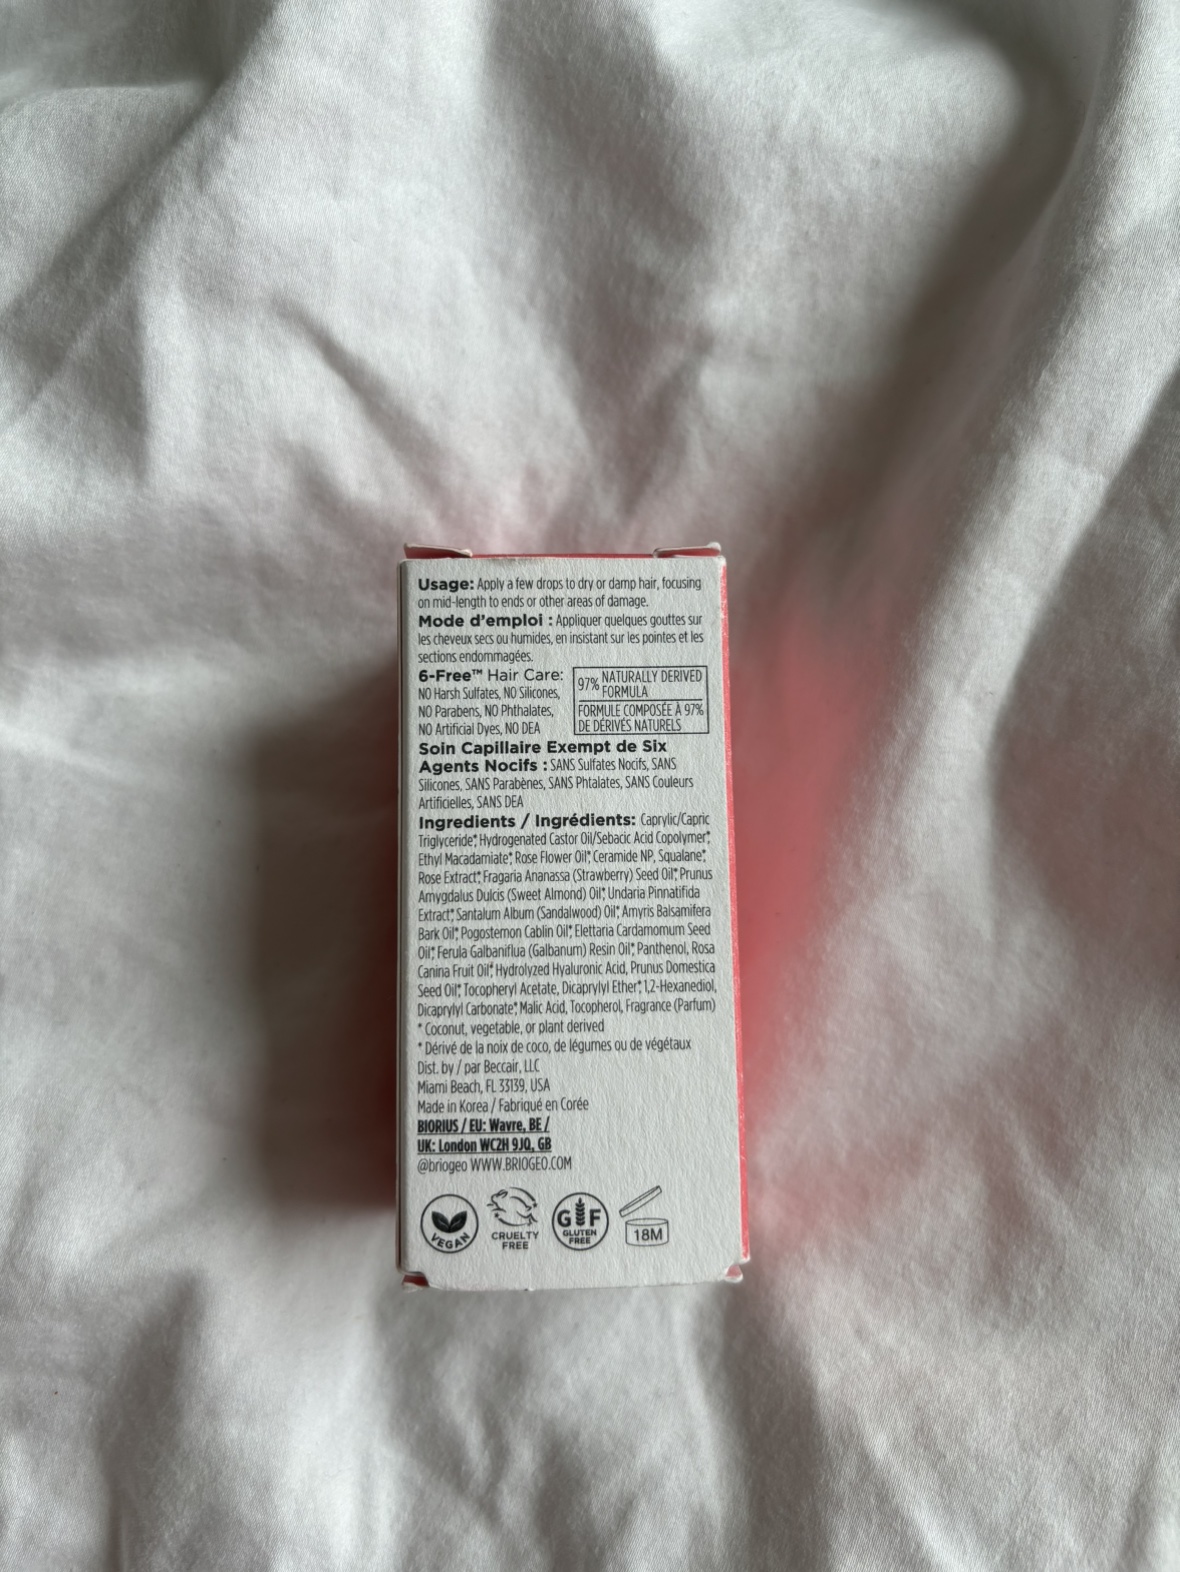 Usage: Apply a few drops to dry or damp hair, focusing
on mid-length to ends or other areas of damage.
Mode d'emploi : Appliquer quelques gouttes sur
les cheveux secs ou humides, en insistant sur les pointes et les
sections endommagées.
6-Free™ Hair Care:
NO Harsh Sulfates, NO Silicones,
NO Parabens, NO Phthalates,
NO Artificial Dyes, NO DEA
97% NATURALLY DERIVED
FORMULA
FORMULE COMPOSÉE À 97%
DE DÉRIVÉS NATURELS
Soin Capillaire Exempt de Six
Agents Nocifs : SANS Sulfates Nocifs, SANS
Silicones, SANS Parabènes, SANS Phtalates, SANS Couleurs
Artificielles, SANS DEA
Ingredients / Ingrédients: Caprylic/Capric
Triglyceride*, Hydrogenated Castor Oil/Sebacic Acid Copolymer*,
Ethyl Macadamiate*, Rose Flower Oil*, Ceramide NP, Squalane*,
Rose Extract*, Fragaria Ananassa (Strawberry) Seed Oil*, Prunus
Amygdalus Dulcis (Sweet Almond) Oil*, Undaria Pinnatifida
Extract*, Santalum Album (Sandalwood) Oil*, Amyris Balsamifera
Bark Oil*, Pogostemon Cablin Oil*, Elettaria Cardamomum Seed
Oil*, Ferula Galbaniflua (Galbanum) Resin Oil*, Panthenol, Rosa
Canina Fruit Oil*, Hydrolyzed Hyaluronic Acid, Prunus Domestica
Seed Oil*, Tocopheryl Acetate, Dicaprylyl Ether*, 1,2-Hexanediol,
Dicaprylyl Carbonate*, Malic Acid, Tocopherol, Fragrance (Parfum)
* Coconut, vegetable, or plant derived
* Dérivé de la noix de coco, de légumes ou de végétaux
Dist. by / par Beccair, LLC
Miami Beach, FL 33139, USA
Made in Korea / Fabriqué en Corée
BIORIUS / EU: Wavre, BE /
UK: London WC2H 9JQ, GB
@briogeo WWW.BRIOGEO.COM
VEGAN
CRUELTY
FREE
GF
GLUTEN
FREE
18M